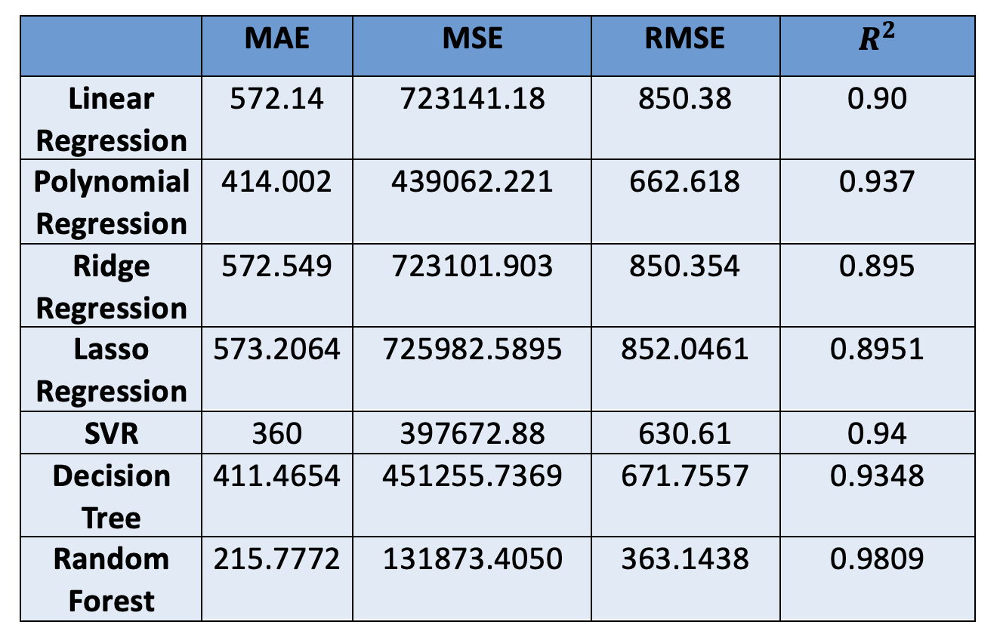 MAE MSE RMSE R²
Linear Regression 572.14 723141.18 850.38 0.90
Polynomial Regression 414.002 439062.221 662.618 0.937
Ridge Regression 572.549 723101.903 850.354 0.895
Lasso Regression 573.2064 725982.5895 852.0461 0.8951
SVR 360 397672.88 630.61 0.94
Decision Tree 411.4654 451255.7369 671.7557 0.9348
Random Forest 215.7772 131873.4050 363.1438 0.9809